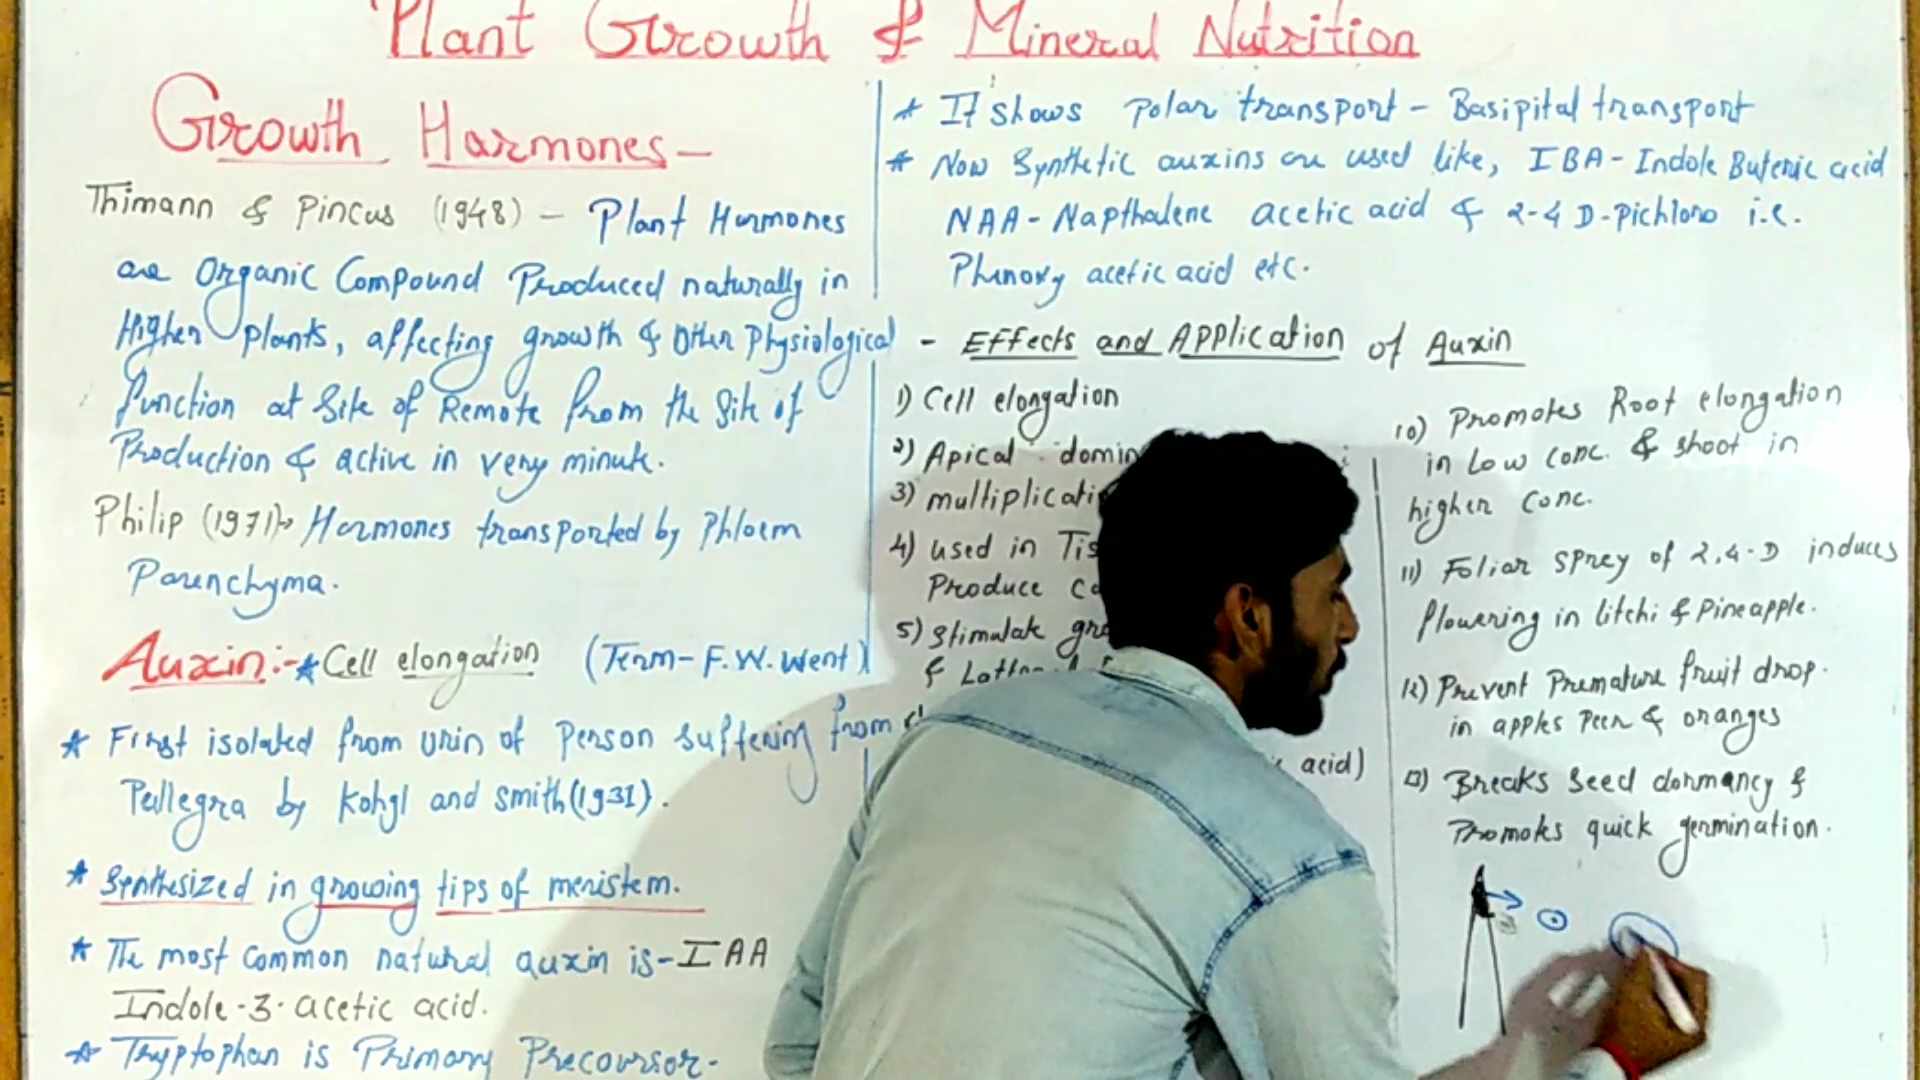 Plant Growth & Mineral Nutrition
Growth Harmones -
Thimann & Pincus (1948) - Plant Hormones
are Organic Compound Produced naturally in
Higher plants, affecting growth & Other Physiological
function at Site of Remote from the Site of
Production & active in very minute.
Philip (1971)→ Hormones transported by Phloem
Parenchyma.
Auxin:- * Cell elongation (Term- F.W. Went)
* First isolated from urin of Person suffering from
Pellegra by Kohgl and Smith (1931).
* Synthesized in growing tips of meristem.
* The most common natural auxin is - IAA
Indole-3-acetic acid.
* Tryptophan is Primary Precoursor.
* It shows Polar transport - Basipital transport
* Now Synthetic auxins are used like, IBA - Indole Buteric acid
NAA - Napthalene acetic acid & 2-4 D-Dichloro i.e.
Phenoxy acetic acid etc.
- Effects and Application of Auxin
1) Cell elongation
2) Apical
3)
4) used in
Produce
5) Stimulate
&
acid)
10) Promotes Root elongation
in Low conc. & shoot in
higher conc.
11) Foliar Sprey of 2,4-D induces
flowering in litchi & Pineapple.
12) Prevent Premature fruit drop.
in apples Peer & oranges
13) Breaks Seed dormancy &
Promotes quick germination.